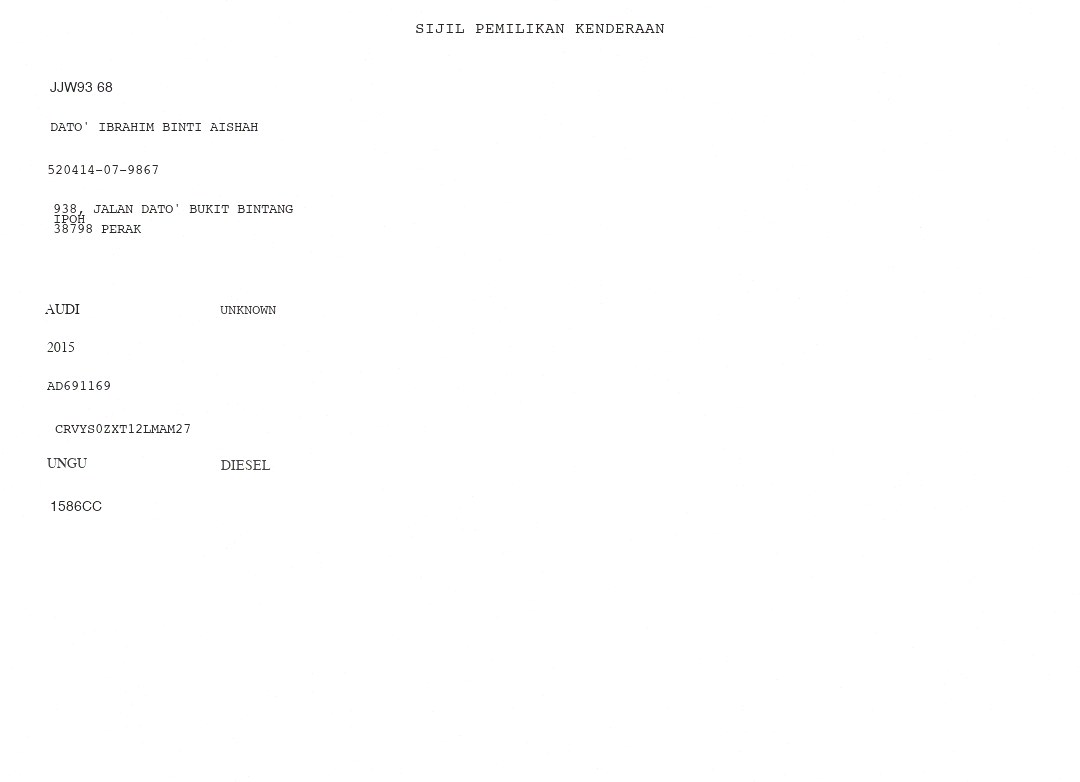 SIJIL PEMILIKAN KENDERAAN
JJW93 68
DATO' IBRAHIM BINTI AISHAH
520414-07-9867
938, JALAN DATO' BUKIT BINTANG
IPOH
38798 PERAK
AUDI UNKNOWN
2015
AD691169
CRVYS0ZXT12LMAM27
UNGU DIESEL
1586CC